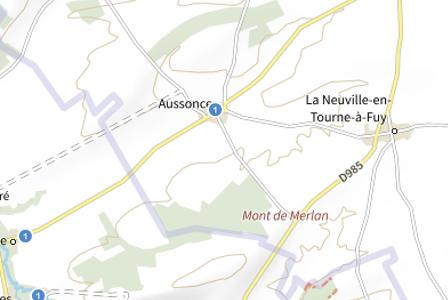 Aussonce
1
La Neuville-en-
Tourne-à-Fuy
D985
Mont de Merlan
1
1